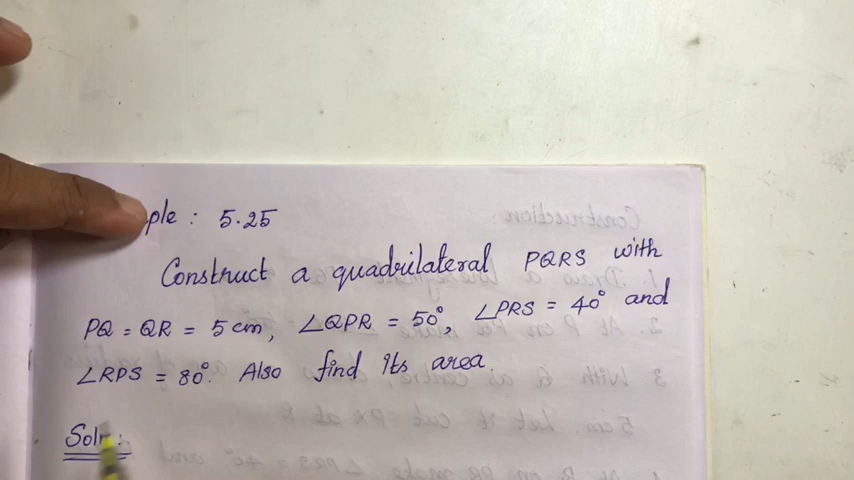 ple : 5.25
Construct a quadrilateral PQRS with
PQ = QR = 5 cm, ∠QPR = 50°, ∠PRS = 40° and
∠RPS = 80°. Also find its area.
Soln: